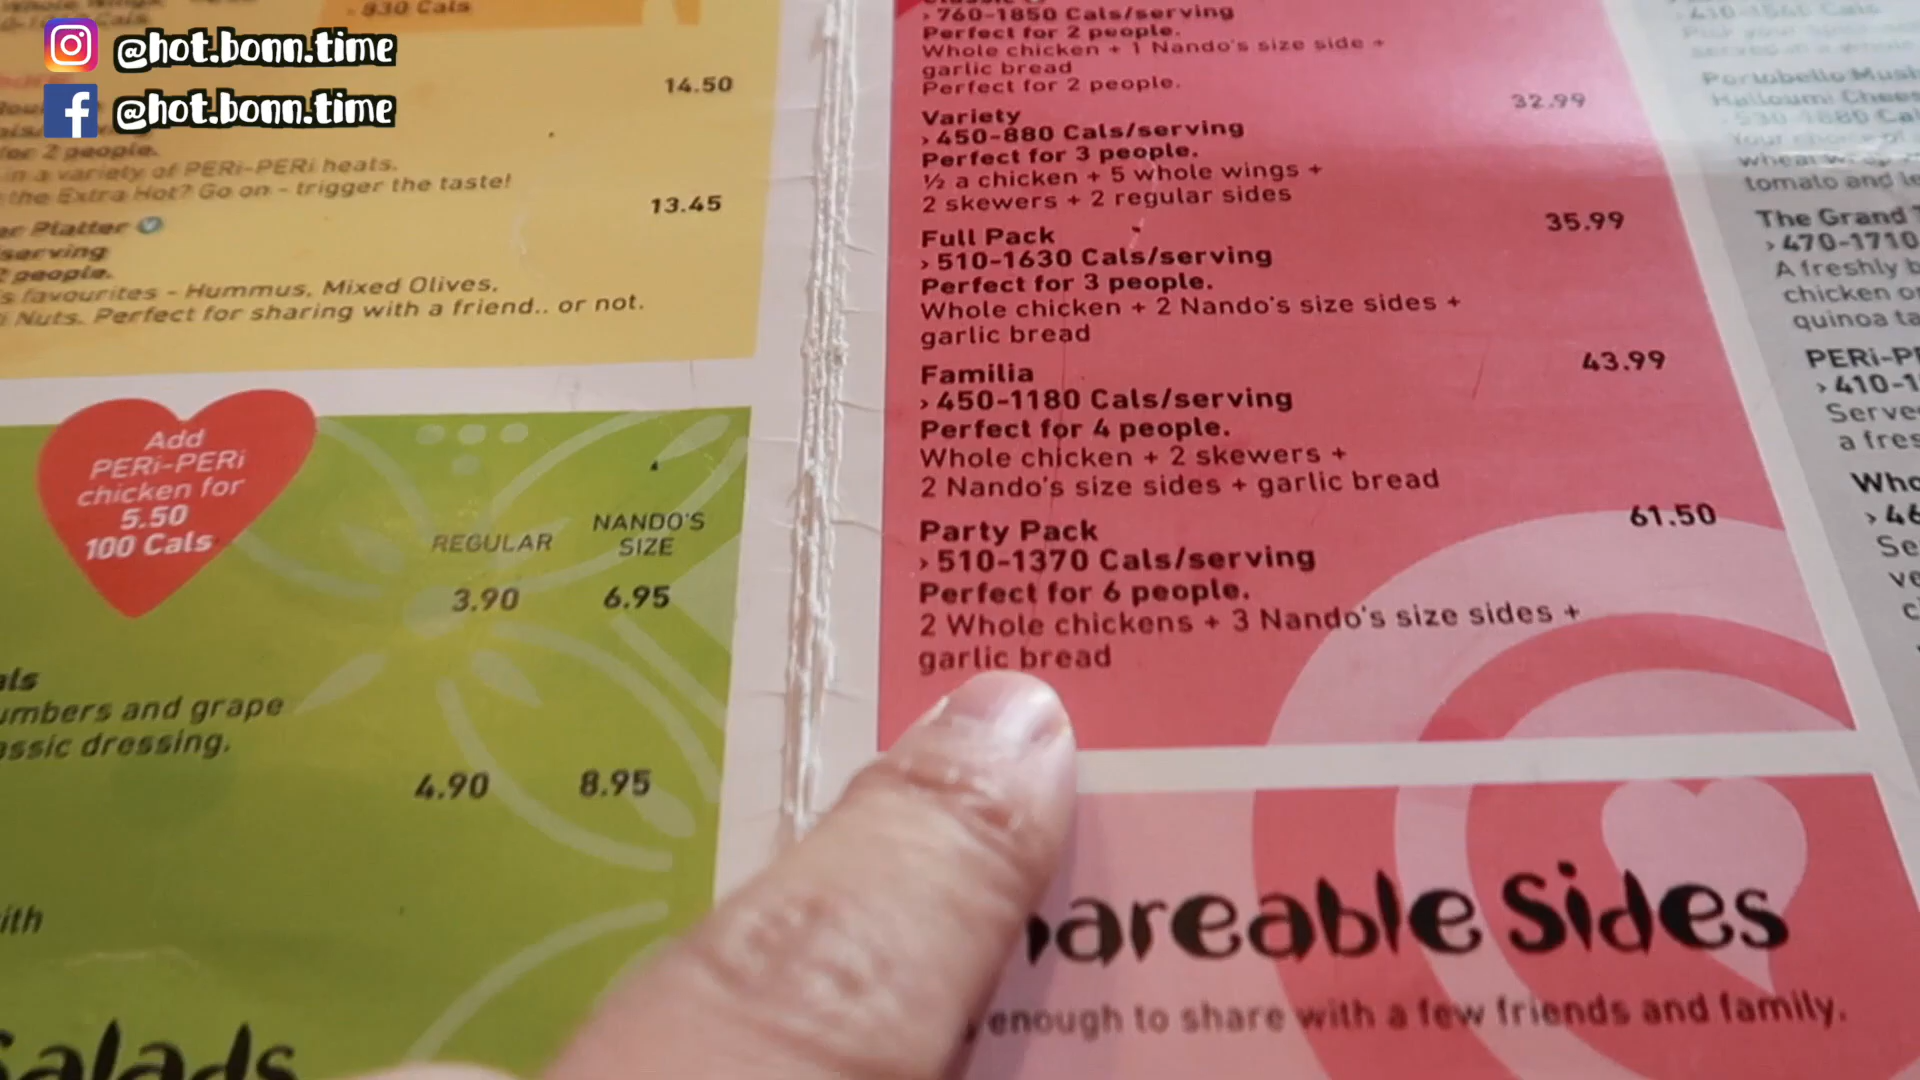 @hot.bonn.time
@hot.bonn.time
830 Cals
14.50
for 2 people.
in a variety of PERi-PERi heats.
the Extra Hot? Go on - trigger the taste!
13.45
Platter
serving
2 people.
favourites - Hummus, Mixed Olives,
Nuts. Perfect for sharing with a friend.. or not.
Add
PERi-PERi
chicken for
5.50
100 Cals
REGULAR
NANDO'S
SIZE
3.90 6.95
and grape
dressing.
4.90 8.95
Salads
› 760-1850 Cals/serving
Perfect for 2 people.
Whole chicken + 1 Nando's size side +
garlic bread
Perfect for 2 people.
Variety 32.99
› 450-880 Cals/serving
Perfect for 3 people.
½ a chicken + 5 whole wings +
2 skewers + 2 regular sides
Full Pack 35.99
› 510-1630 Cals/serving
Perfect for 3 people.
Whole chicken + 2 Nando's size sides +
garlic bread
Familia 43.99
› 450-1180 Cals/serving
Perfect for 4 people.
Whole chicken + 2 skewers +
2 Nando's size sides + garlic bread
Party Pack 61.50
› 510-1370 Cals/serving
Perfect for 6 people.
2 Whole chickens + 3 Nando's size sides +
garlic bread
areable Sides
enough to share with a few friends and family.
Portobello
tomato and
The Grand
› 470-1710
A freshly
chicken or
quinoa
› 410-1
a